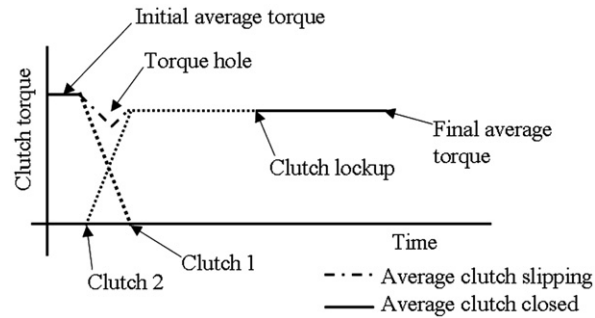 Initial average torque
Torque hole
Clutch torque
Final average
torque
Clutch lockup
Time
Clutch 1
Clutch 2
Average clutch slipping
Average clutch closed